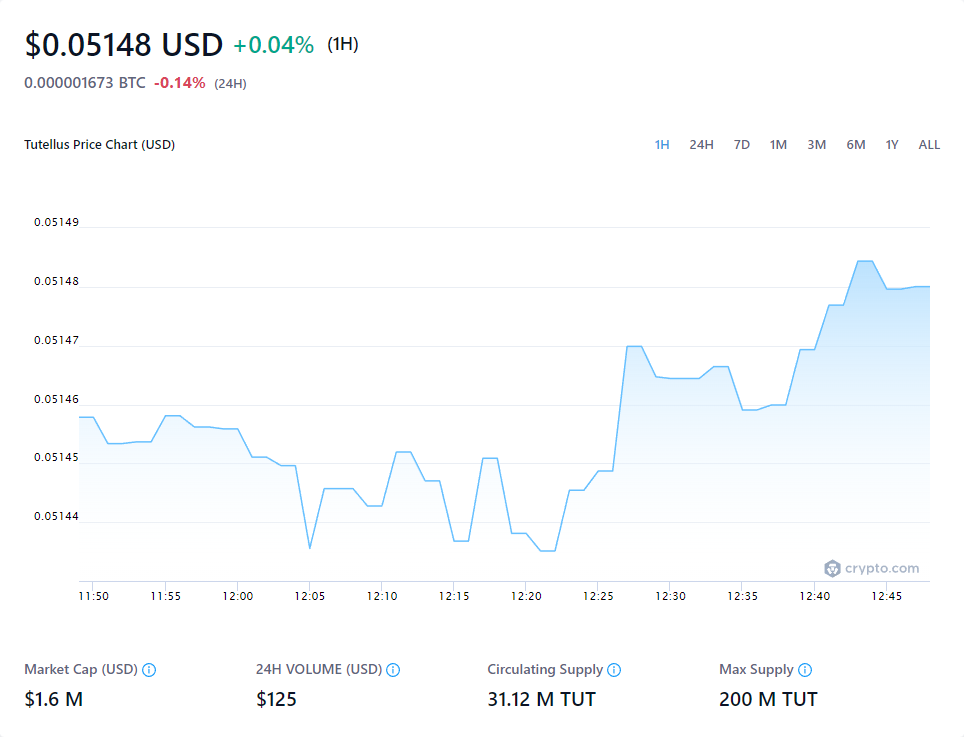 $0.05148 USD +0.04% (1H)
0.000001673 BTC -0.14% (24H)
Tutellus Price Chart (USD) 1H 24H 7D 1M 3M 6M 1Y ALL
0.05149
0.05148
0.05147
0.05146
0.05145
0.05144
crypto.com
11:50 11:55 12:00 12:05 12:10 12:15 12:20 12:25 12:30 12:35 12:40 12:45
Market Cap (USD) 24H VOLUME (USD) Circulating Supply Max Supply
$1.6 M $125 31.12 M TUT 200 M TUT